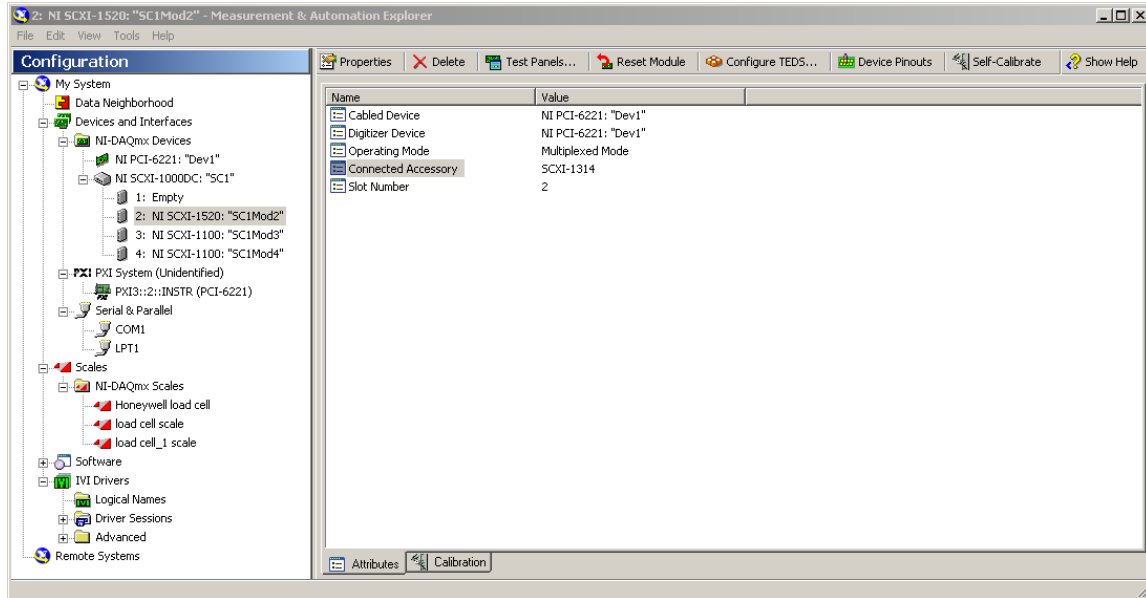 2: NI SCXI-1520: "SC1Mod2" - Measurement & Automation Explorer
File Edit View Tools Help
Configuration
Properties Delete Test Panels... Reset Module Configure TEDS... Device Pinouts Self-Calibrate Show Help
My System
Data Neighborhood
Devices and Interfaces
NI-DAQmx Devices
NI PCI-6221: "Dev1"
NI SCXI-1000DC: "SC1"
1: Empty
2: NI SCXI-1520: "SC1Mod2"
3: NI SCXI-1100: "SC1Mod3"
4: NI SCXI-1100: "SC1Mod4"
PXI PXI System (Unidentified)
PXI3::2::INSTR (PCI-6221)
Serial & Parallel
COM1
LPT1
Scales
NI-DAQmx Scales
Honeywell load cell
load cell scale
load cell_1 scale
Software
IVI Drivers
Logical Names
Driver Sessions
Advanced
Remote Systems
Name Value
Cabled Device NI PCI-6221: "Dev1"
Digitizer Device NI PCI-6221: "Dev1"
Operating Mode Multiplexed Mode
Connected Accessory SCXI-1314
Slot Number 2
Attributes Calibration